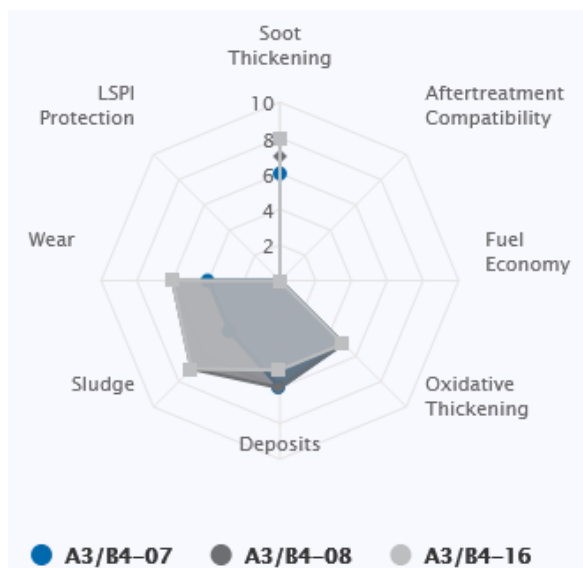 Soot
Thickening
LSPI
Protection
Aftertreatment
Compatibility
10
8
6
4
2
Wear
Fuel
Economy
Sludge
Oxidative
Thickening
Deposits
A3/B4–07
A3/B4–08
A3/B4–16